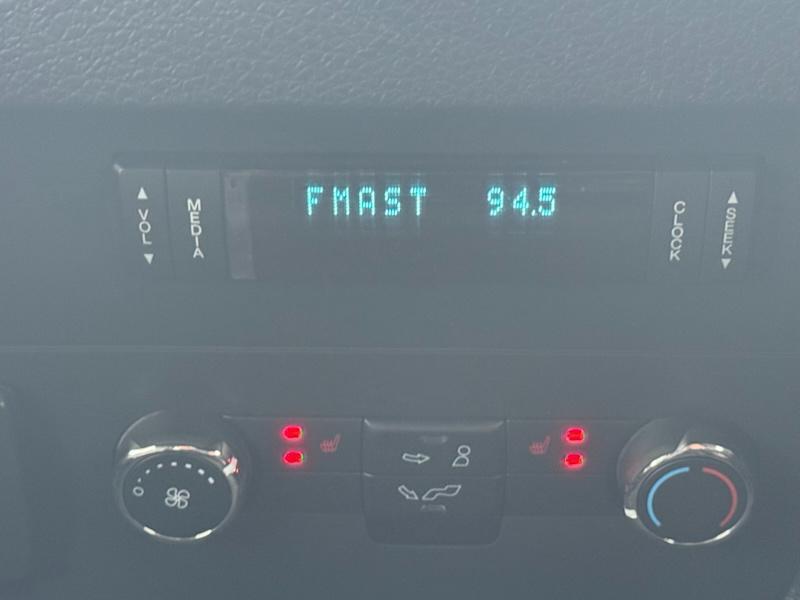 FMAST 94.5
VOL
MEDIA
CLOCK
SEEK